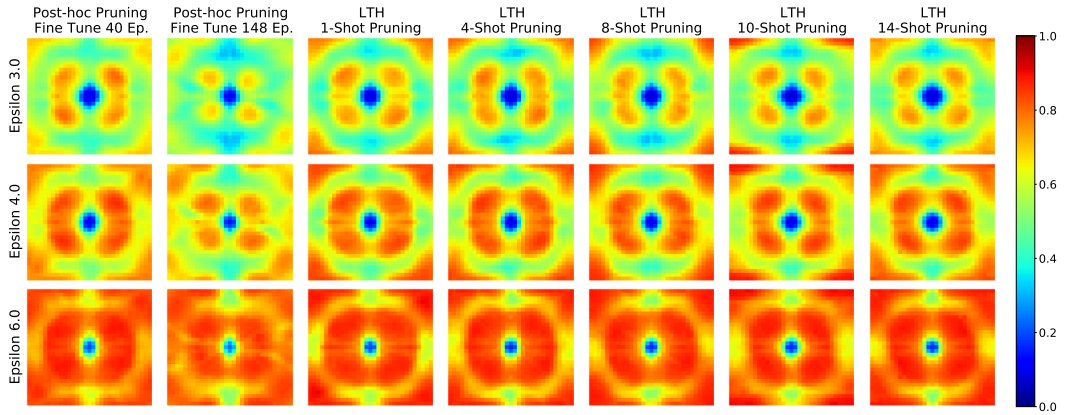 Post-hoc Pruning
Fine Tune 40 Ep.
Post-hoc Pruning
Fine Tune 148 Ep.
LTH
1-Shot Pruning
LTH
4-Shot Pruning
LTH
8-Shot Pruning
LTH
10-Shot Pruning
LTH
14-Shot Pruning
Epsilon 3.0
Epsilon 4.0
Epsilon 6.0
1.0
0.8
0.6
0.4
0.2
0.0